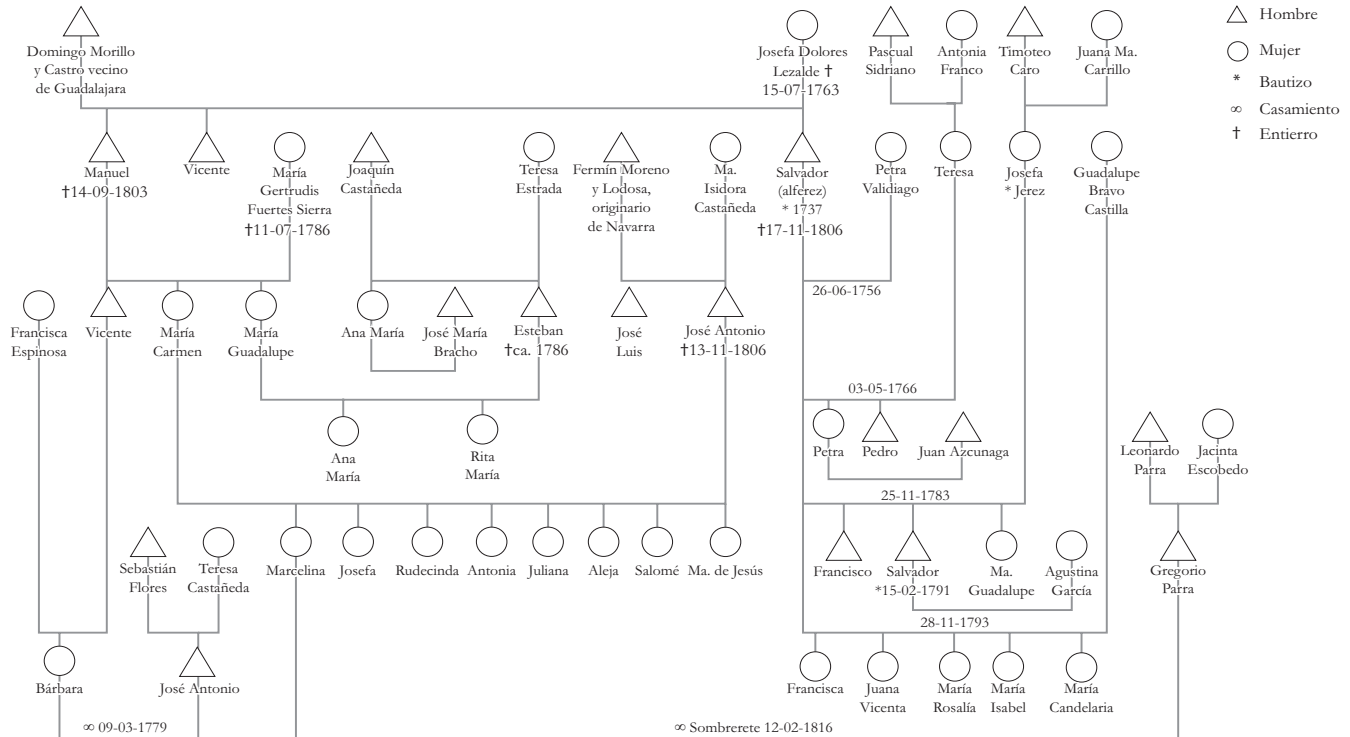 Domingo Morillo
y Castro vecino
de Guadalajara
Josefa Dolores
Lezalde †
15-07-1763
Pascual
Sidriano
Antonia
Franco
Timoteo
Caro
Juana Ma.
Carrillo
Hombre
Mujer
* Bautizo
∞ Casamiento
† Entierro
Manuel
†14-09-1803
Vicente
María
Gertrudis
Fuertes Sierra
†11-07-1786
Joaquín
Castañeda
Teresa
Estrada
Fermín Moreno
y Lodosa,
originario
de Navarra
Ma.
Isidora
Castañeda
Salvador
(alferez)
* 1737
†17-11-1806
Petra
Validiago
Teresa
Josefa
* Jerez
Guadalupe
Bravo
Castilla
26-06-1756
Francisca
Espinosa
Vicente
María
Carmen
María
Guadalupe
Ana María
José María
Bracho
Esteban
†ca. 1786
José
Luis
José Antonio
†13-11-1806
03-05-1766
Ana
María
Rita
María
Petra
Pedro
Juan Azcunaga
Leonardo
Parra
Jacinta
Escobedo
25-11-1783
Sebastián
Flores
Teresa
Castañeda
Marcelina
Josefa
Rudecinda
Antonia
Juliana
Aleja
Salomé
Ma. de Jesús
Francisco
Salvador
*15-02-1791
Ma.
Guadalupe
Agustina
García
Gregorio
Parra
28-11-1793
Bárbara
José Antonio
Francisca
Juana
Vicenta
María
Rosalía
María
Isabel
María
Candelaria
∞ 09-03-1779
∞ Sombrerete 12-02-1816